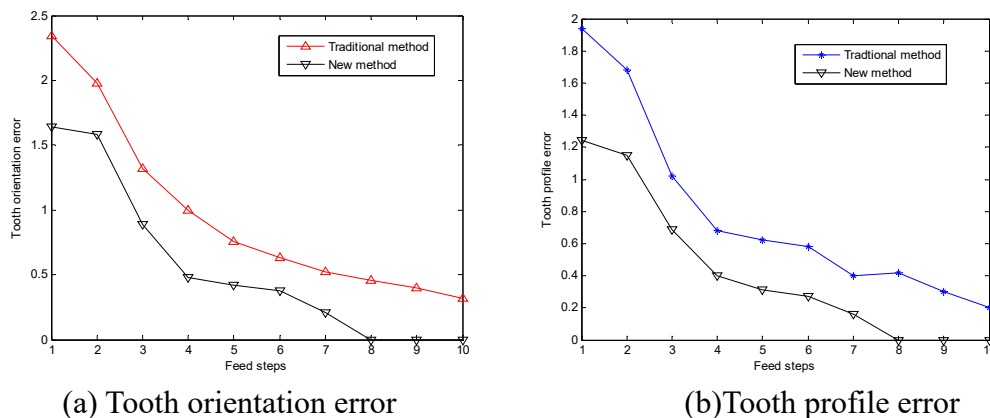 2.5
2
1.5
1
0.5
0
Tooth orientation error
Traditional method
New method
1 2 3 4 5 6 7 8 9 10
Feed steps
(a) Tooth orientation error
2
1.8
1.6
1.4
1.2
1
0.8
0.6
0.4
0.2
0
Tooth profile error
Tradtional method
New method
1 2 3 4 5 6 7 8 9
Feed steps
(b)Tooth profile error